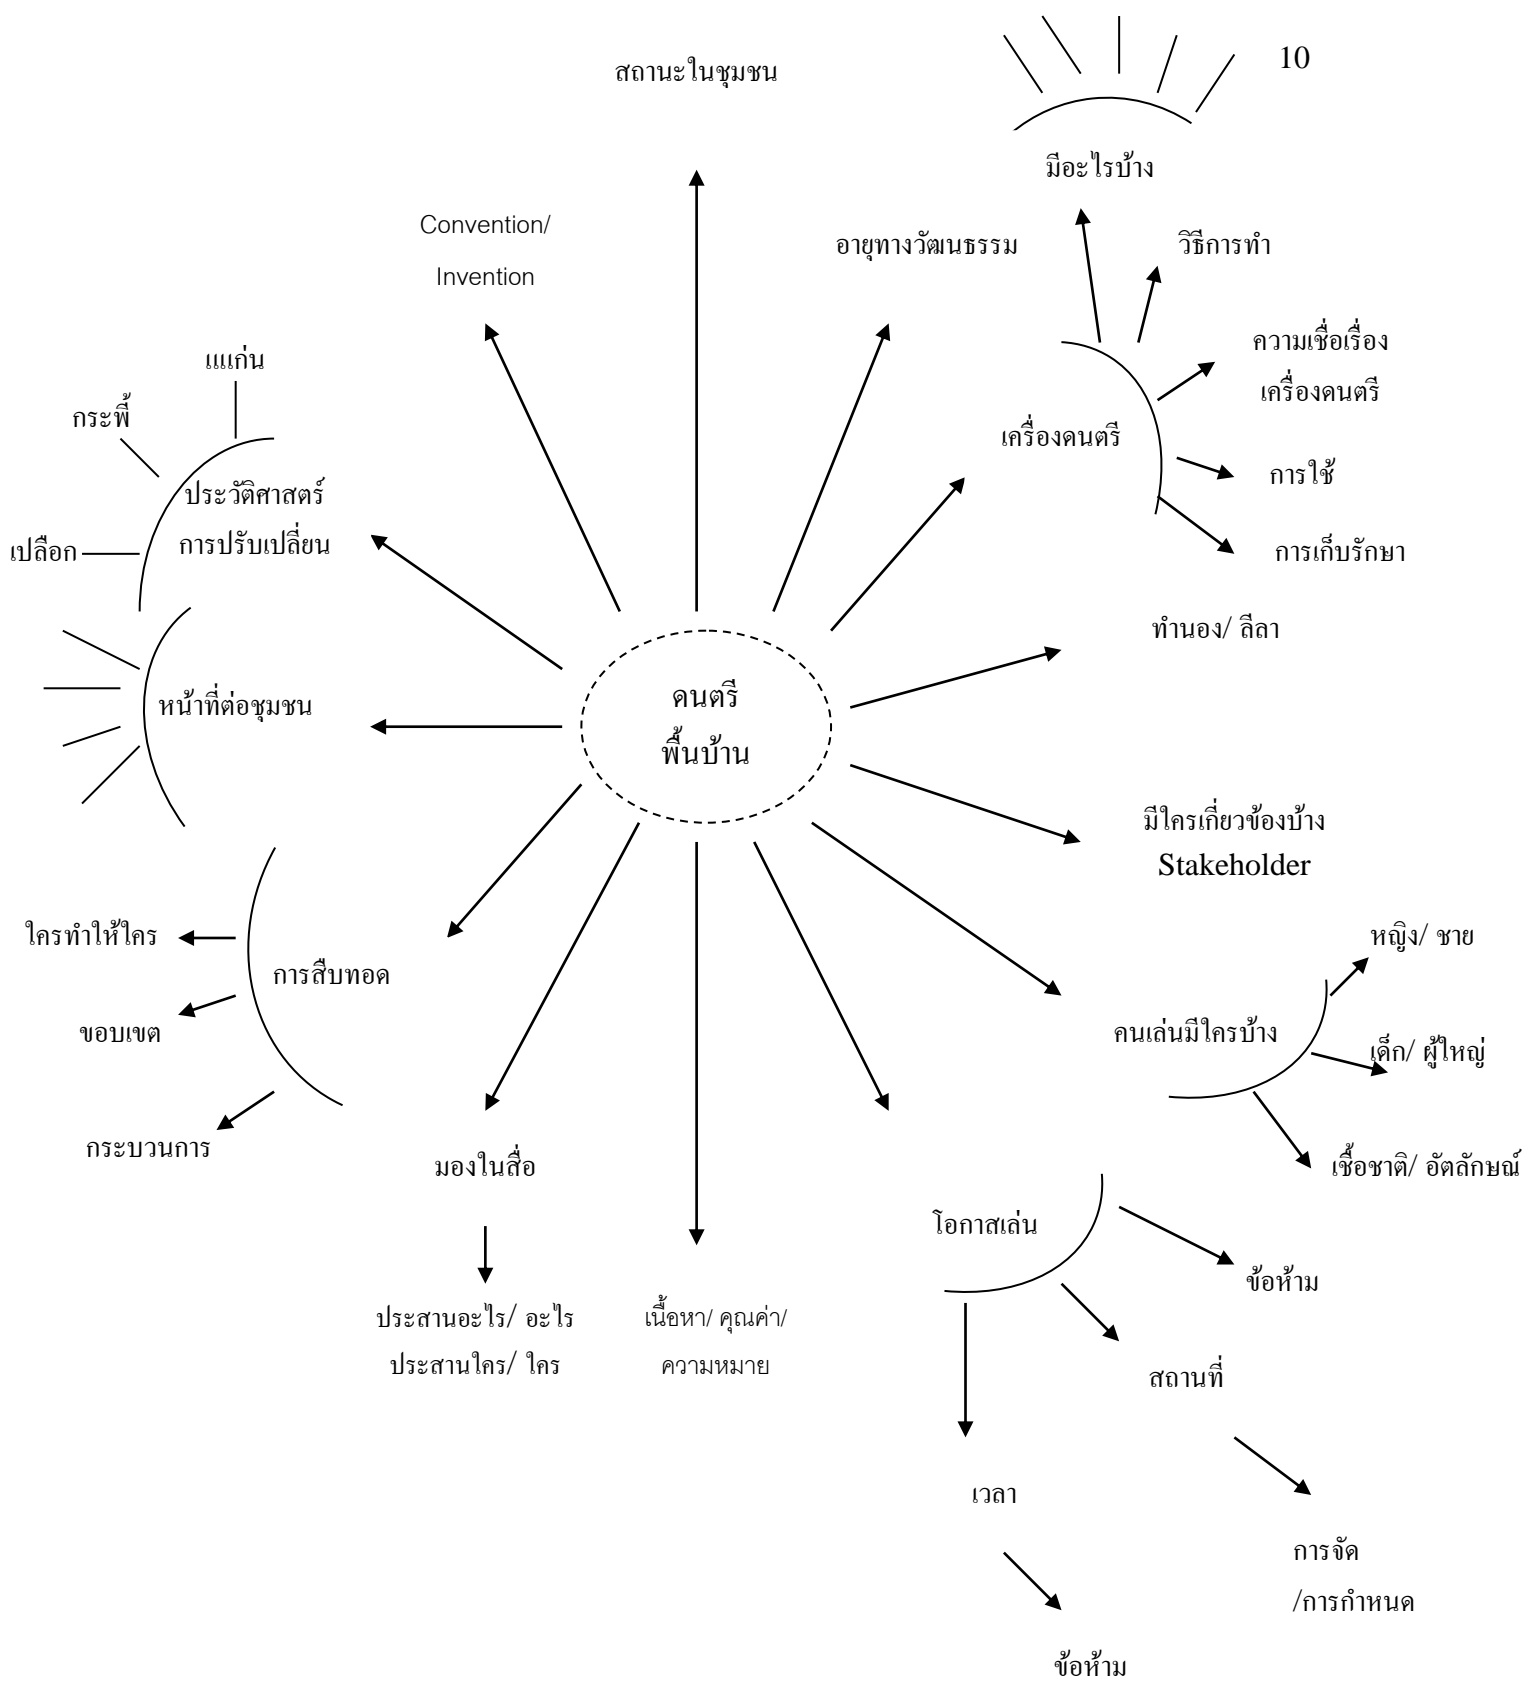 10
สถานะในชุมชน
มีอะไรบ้าง
Convention/
Invention
อายุทางวัฒนธรรม
วิธีการทำ
ความเชื่อเรื่อง
เครื่องดนตรี
แแก่น
กระพี้
เครื่องดนตรี
การใช้
ประวัติศาสตร์
การปรับเปลี่ยน
เปลือก
การเก็บรักษา
ทำนอง/ ลีลา
หน้าที่ต่อชุมชน
ดนตรี
พื้นบ้าน
มีใครเกี่ยวข้องบ้าง
Stakeholder
ใครทำให้ใคร
หญิง/ ชาย
การสืบทอด
ขอบเขต
คนเล่นมีใครบ้าง
เด็ก/ ผู้ใหญ่
กระบวนการ
มองในสื่อ
เชื้อชาติ/ อัตลักษณ์
โอกาสเล่น
ข้อห้าม
ประสานอะไร/ อะไร
ประสานใคร/ ใคร
เนื้อหา/ คุณค่า/
ความหมาย
สถานที่
เวลา
การจัด
/การกำหนด
ข้อห้าม